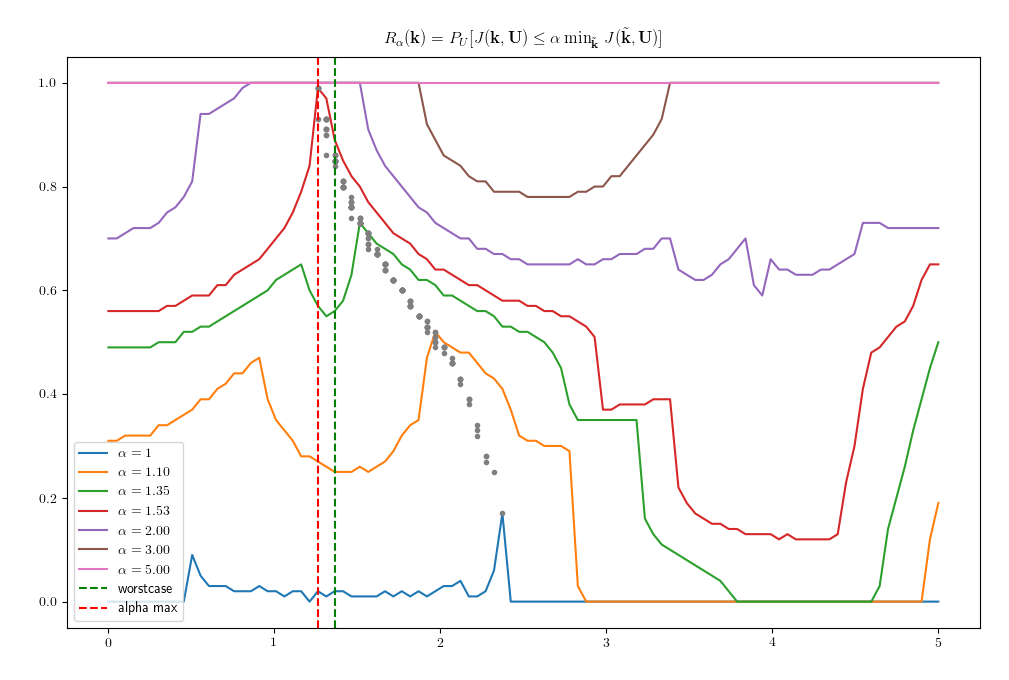 R_α(𝐤) = P_U[J(𝐤, 𝐔) ≤ α min_𝐤̃ J(𝐤̃, 𝐔)]
1.0
0.8
0.6
0.4
0.2
0.0
α = 1
α = 1.10
α = 1.35
α = 1.53
α = 2.00
α = 3.00
α = 5.00
worstcase
alpha max
0 1 2 3 4 5